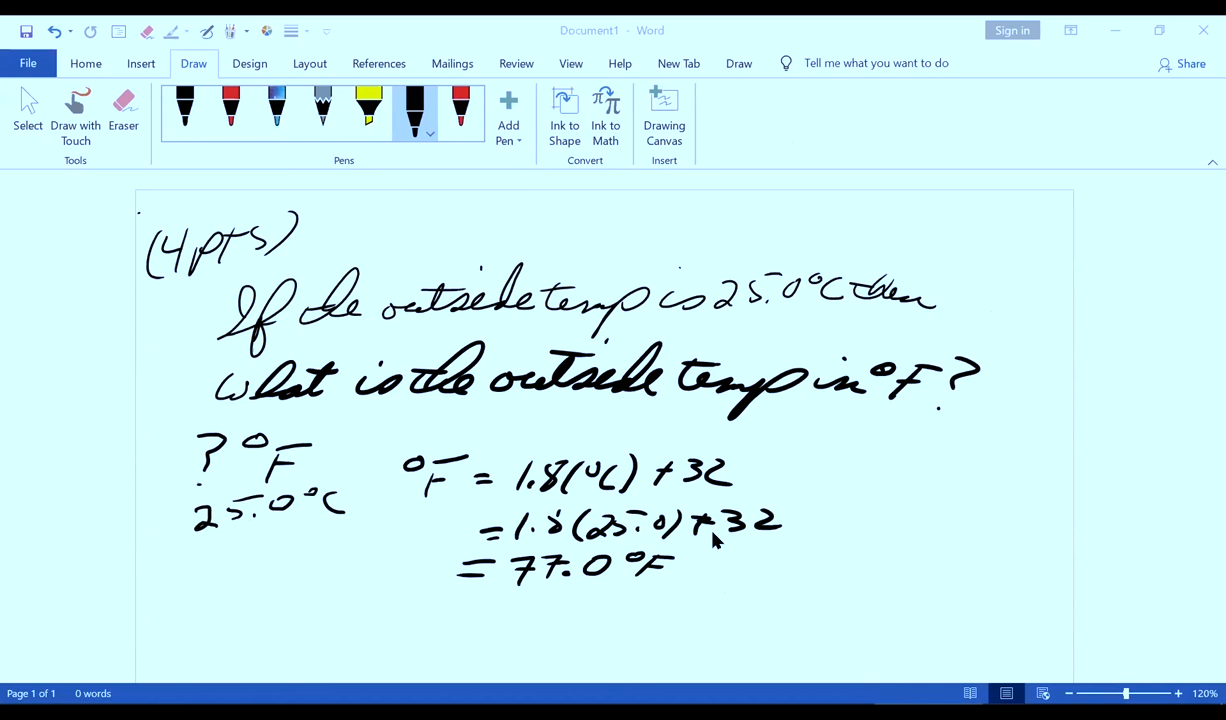 Document1 - Word
Sign in
File Home Insert Draw Design Layout References Mailings Review View Help New Tab Draw Tell me what you want to do Share
Select Draw with Touch Eraser Add Pen Ink to Shape Ink to Math Drawing Canvas
Tools Pens Convert Insert
(4pts)
If the outside temp is 25.0°C then
what is the outside temp in °F?
? °F
25.0°C
°F = 1.8(°C) + 32
= 1.8(25.0) + 32
= 77.0 °F
Page 1 of 1 0 words 120%